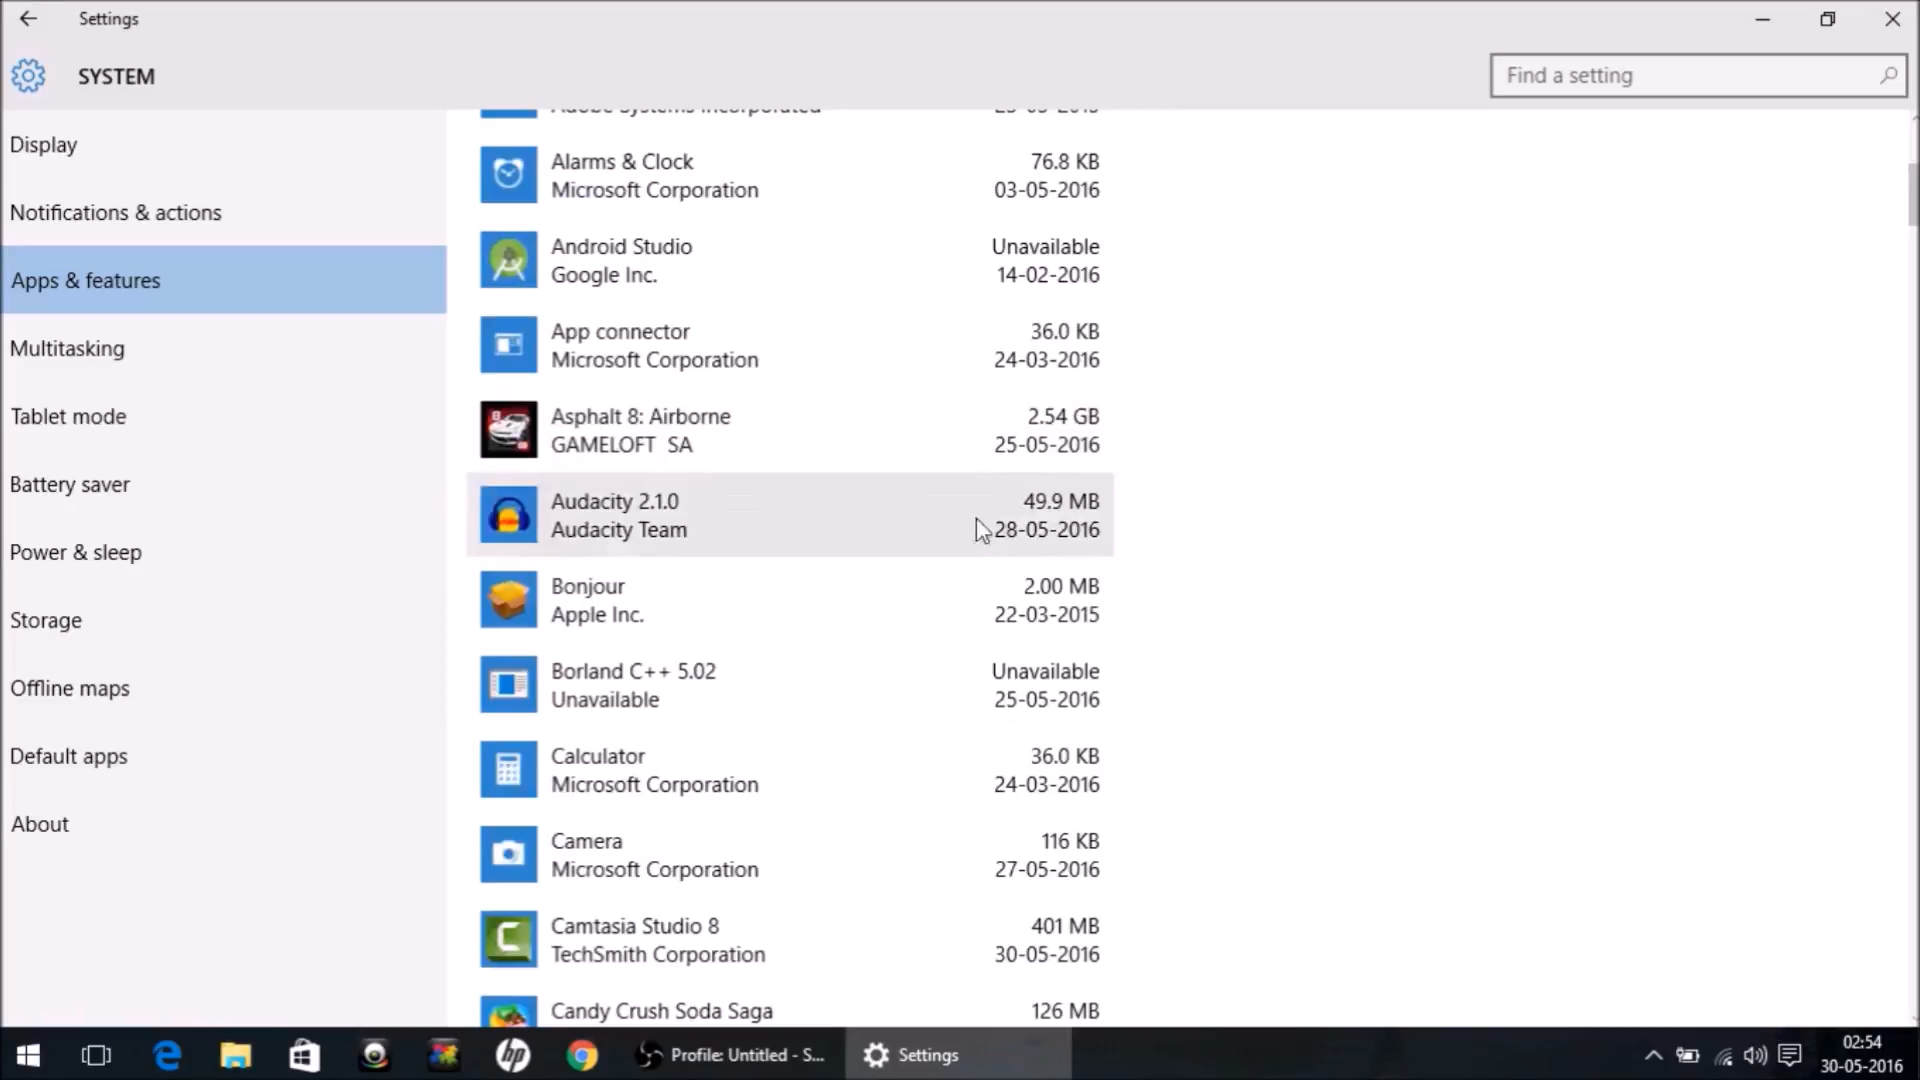 Settings
SYSTEM
Find a setting
Display
Notifications & actions
Apps & features
Multitasking
Tablet mode
Battery saver
Power & sleep
Storage
Offline maps
Default apps
About
Adobe Systems Incorporated
Alarms & Clock 76.8 KB
Microsoft Corporation 03-05-2016
Android Studio Unavailable
Google Inc. 14-02-2016
App connector 36.0 KB
Microsoft Corporation 24-03-2016
Asphalt 8: Airborne 2.54 GB
GAMELOFT SA 25-05-2016
Audacity 2.1.0 49.9 MB
Audacity Team 28-05-2016
Bonjour 2.00 MB
Apple Inc. 22-03-2015
Borland C++ 5.02 Unavailable
Unavailable 25-05-2016
Calculator 36.0 KB
Microsoft Corporation 24-03-2016
Camera 116 KB
Microsoft Corporation 27-05-2016
Camtasia Studio 8 401 MB
TechSmith Corporation 30-05-2016
Candy Crush Soda Saga 126 MB
hp
Profile: Untitled - S...
Settings
02:54
30-05-2016